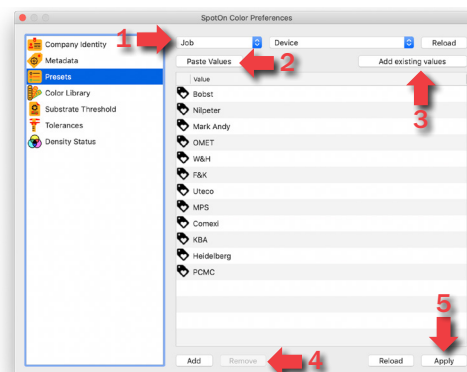 SpotOn Color Preferences
Company Identity
Metadata
Presets
Color Library
Substrate Threshold
Tolerances
Density Status
1
Job
Device
Reload
Paste Values
2
Add existing values
3
Value
Bobst
Nilpeter
Mark Andy
OMET
W&H
F&K
Uteco
MPS
Comexi
KBA
Heidelberg
PCMC
5
Add
Remove
4
Reload
Apply